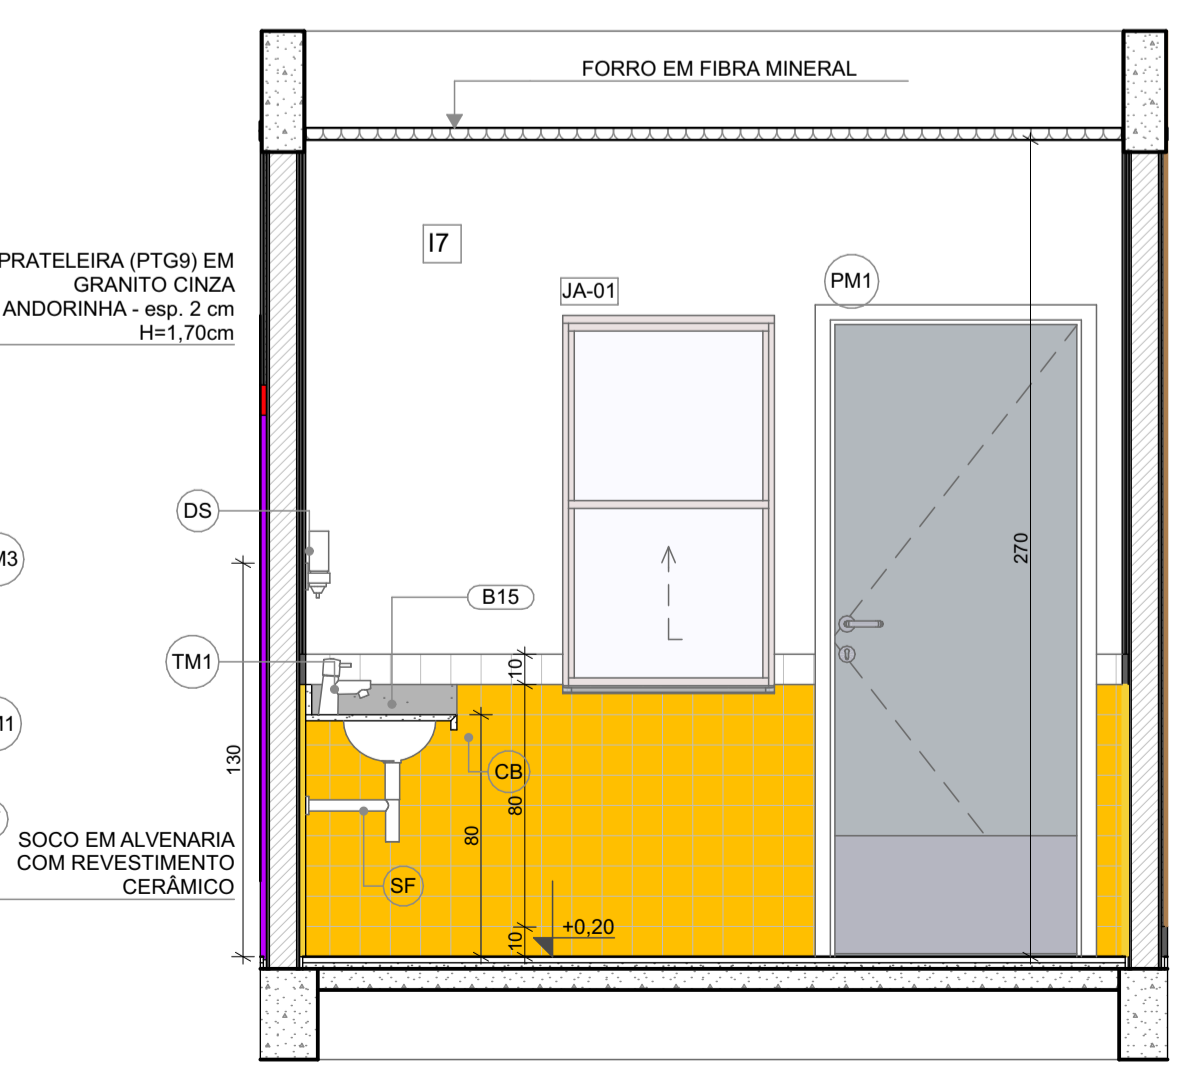 FORRO EM FIBRA MINERAL
I7
PRATELEIRA (PTG9) EM
GRANITO CINZA
ANDORINHA - esp. 2 cm
H=1,70cm
JA-01
PM1
DS
M3
270
B15
TM1
10
130
CB
80
80
SOCO EM ALVENARIA
COM REVESTIMENTO
CERÂMICO
SF
+0,20
10